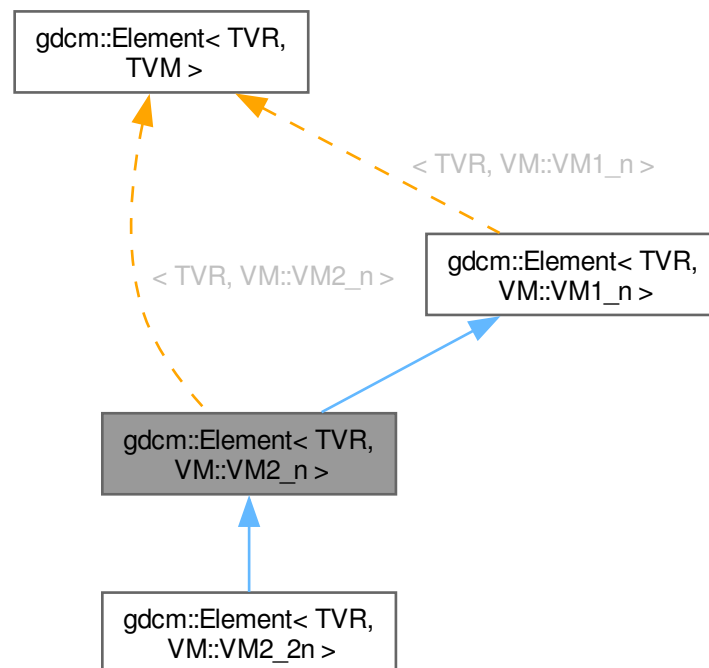 gdcm::Element< TVR,
TVM >
< TVR, VM::VM1_n >
gdcm::Element< TVR,
VM::VM1_n >
< TVR, VM::VM2_n >
gdcm::Element< TVR,
VM::VM2_n >
gdcm::Element< TVR,
VM::VM2_2n >